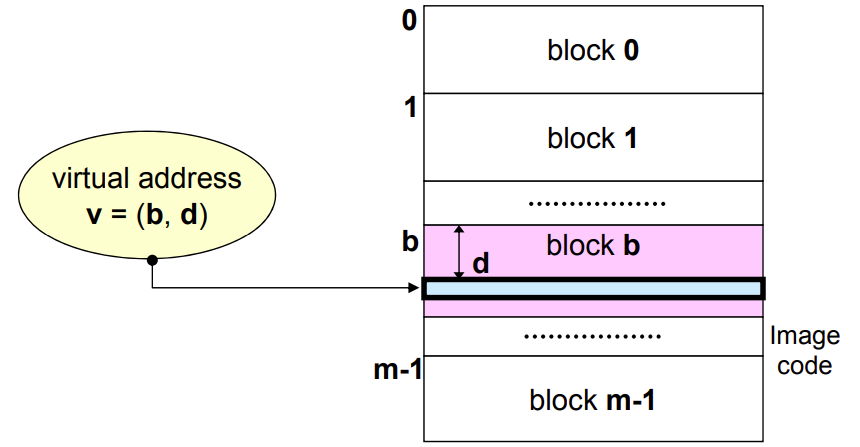 0
block 0
1
block 1
.................
virtual address
v = (b, d)
b
block b
d
.................
Image
code
m-1
block m-1